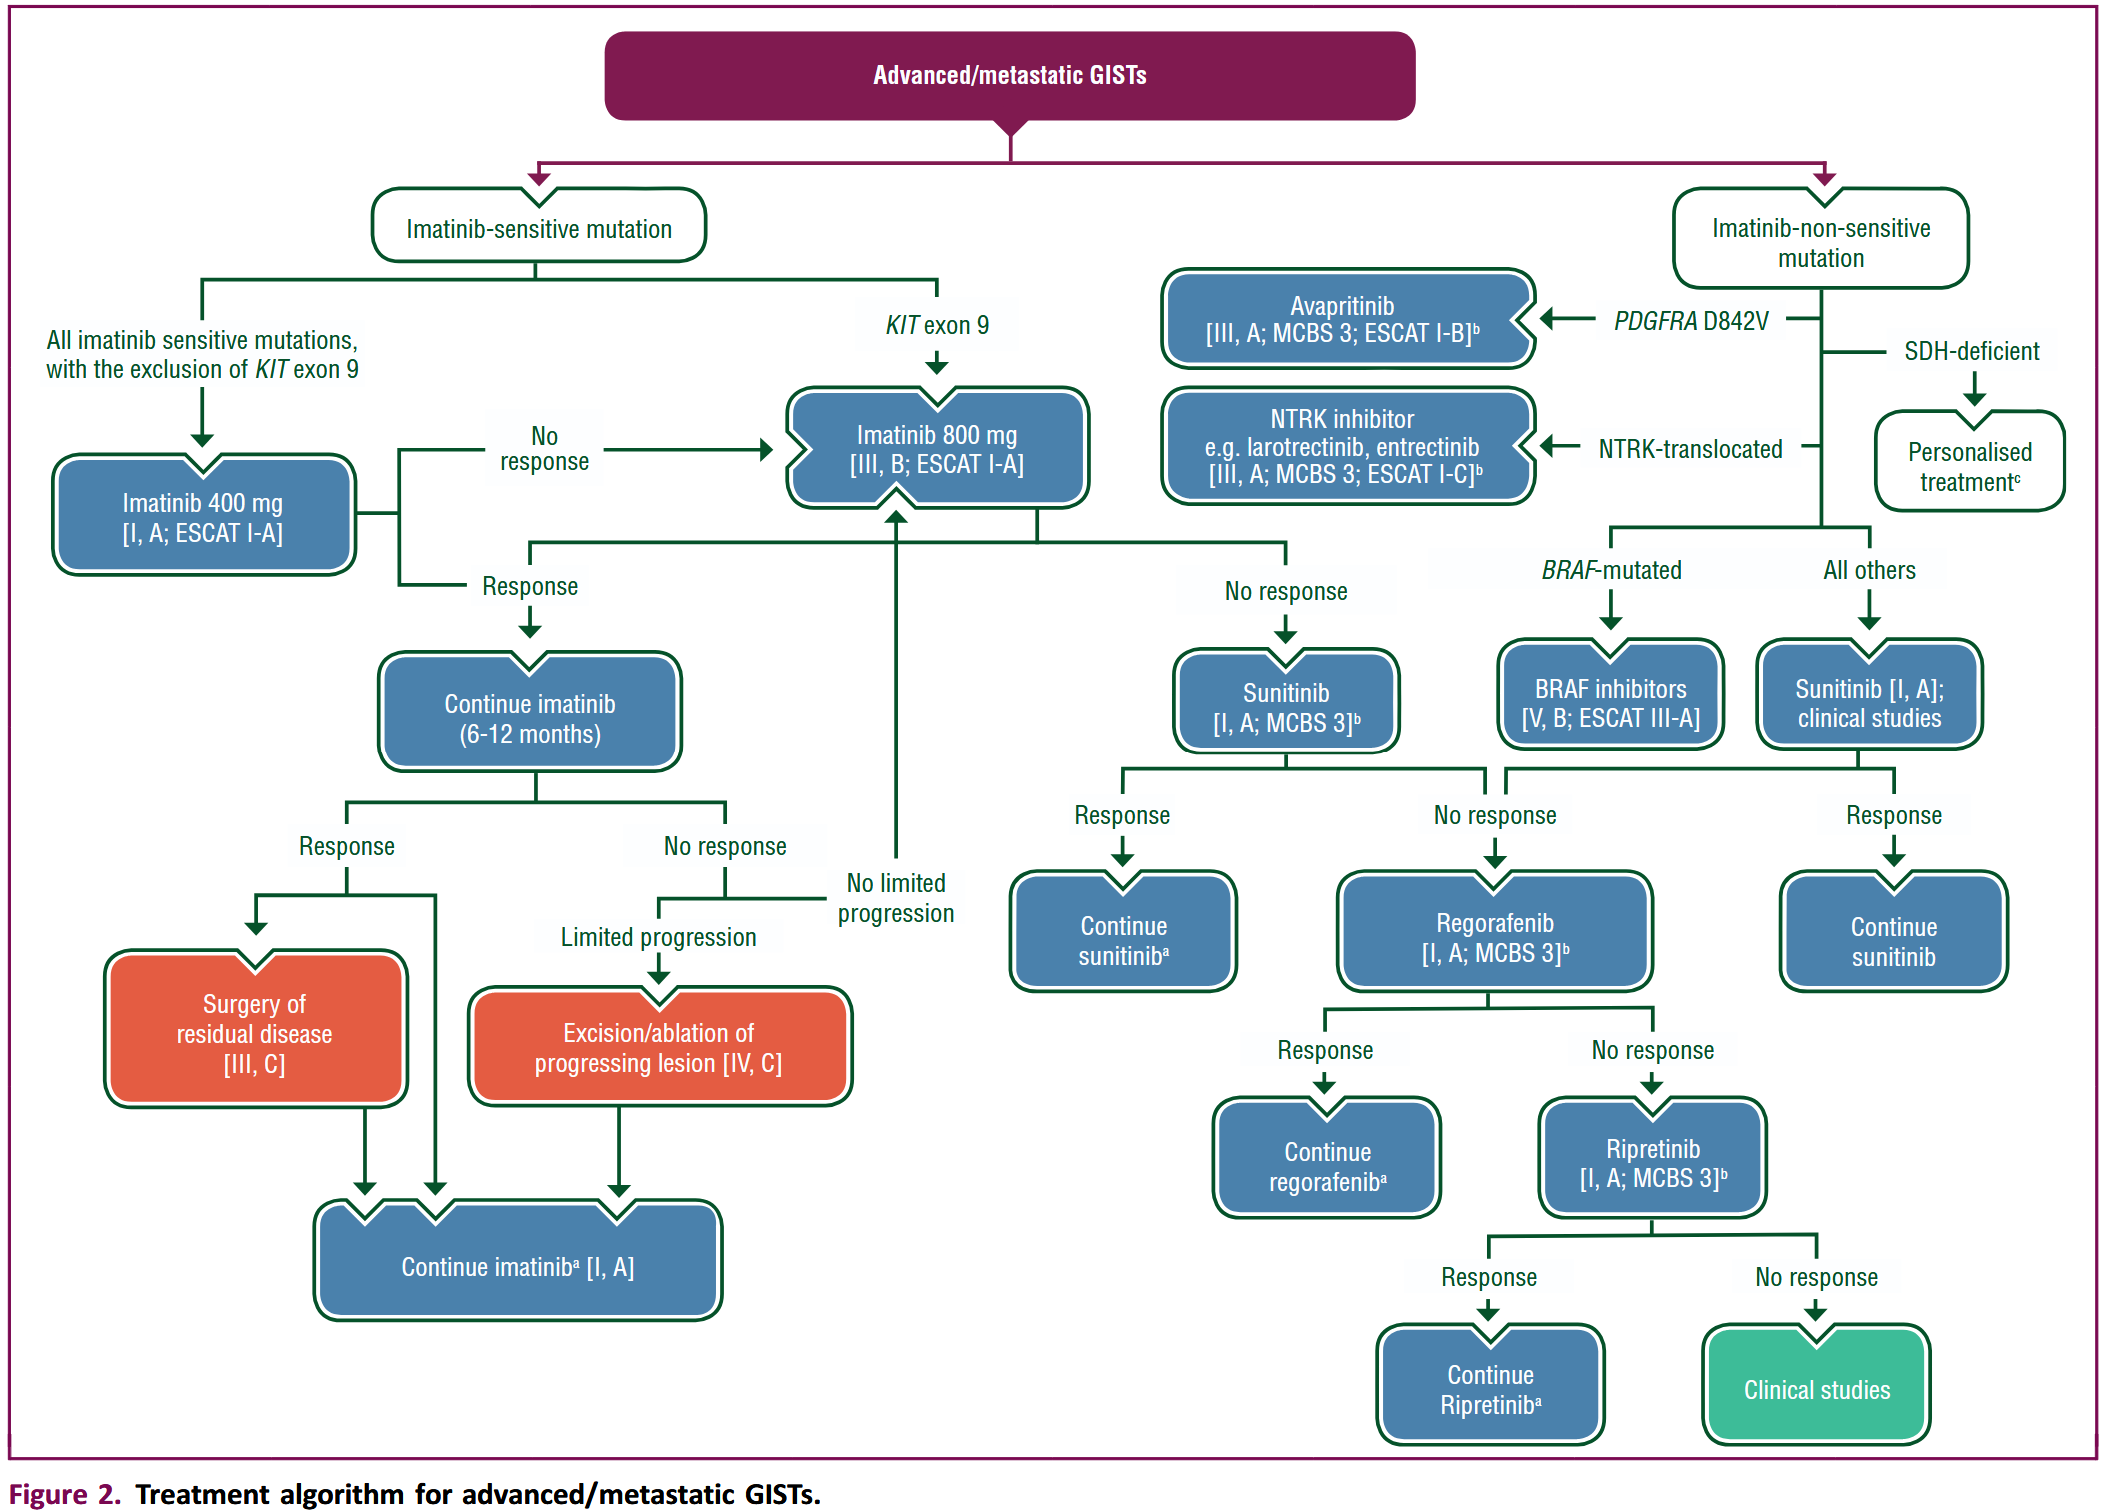 Advanced/metastatic GISTs
Imatinib-sensitive mutation
Imatinib-non-sensitive
mutation
All imatinib sensitive mutations,
with the exclusion of KIT exon 9
KIT exon 9
Avapritinib
[III, A; MCBS 3; ESCAT I-B]ᵇ
PDGFRA D842V
SDH-deficient
Imatinib 400 mg
[I, A; ESCAT I-A]
No
response
Imatinib 800 mg
[III, B; ESCAT I-A]
NTRK inhibitor
e.g. larotrectinib, entrectinib
[III, A; MCBS 3; ESCAT I-C]ᵇ
NTRK-translocated
Personalised
treatmentᶜ
Response
No response
BRAF-mutated
All others
Continue imatinib
(6-12 months)
Sunitinib
[I, A; MCBS 3]ᵇ
BRAF inhibitors
[V, B; ESCAT III-A]
Sunitinib [I, A];
clinical studies
Response
No response
No limited
progression
Limited progression
Response
No response
Response
Surgery of
residual disease
[III, C]
Excision/ablation of
progressing lesion [IV, C]
Continue
sunitinibᵃ
Regorafenib
[I, A; MCBS 3]ᵇ
Continue
sunitinib
Response
No response
Continue imatinibᵃ [I, A]
Continue
regorafenibᵃ
Ripretinib
[I, A; MCBS 3]ᵇ
Response
No response
Continue
Ripretinibᵃ
Clinical studies
Figure 2. Treatment algorithm for advanced/metastatic GISTs.